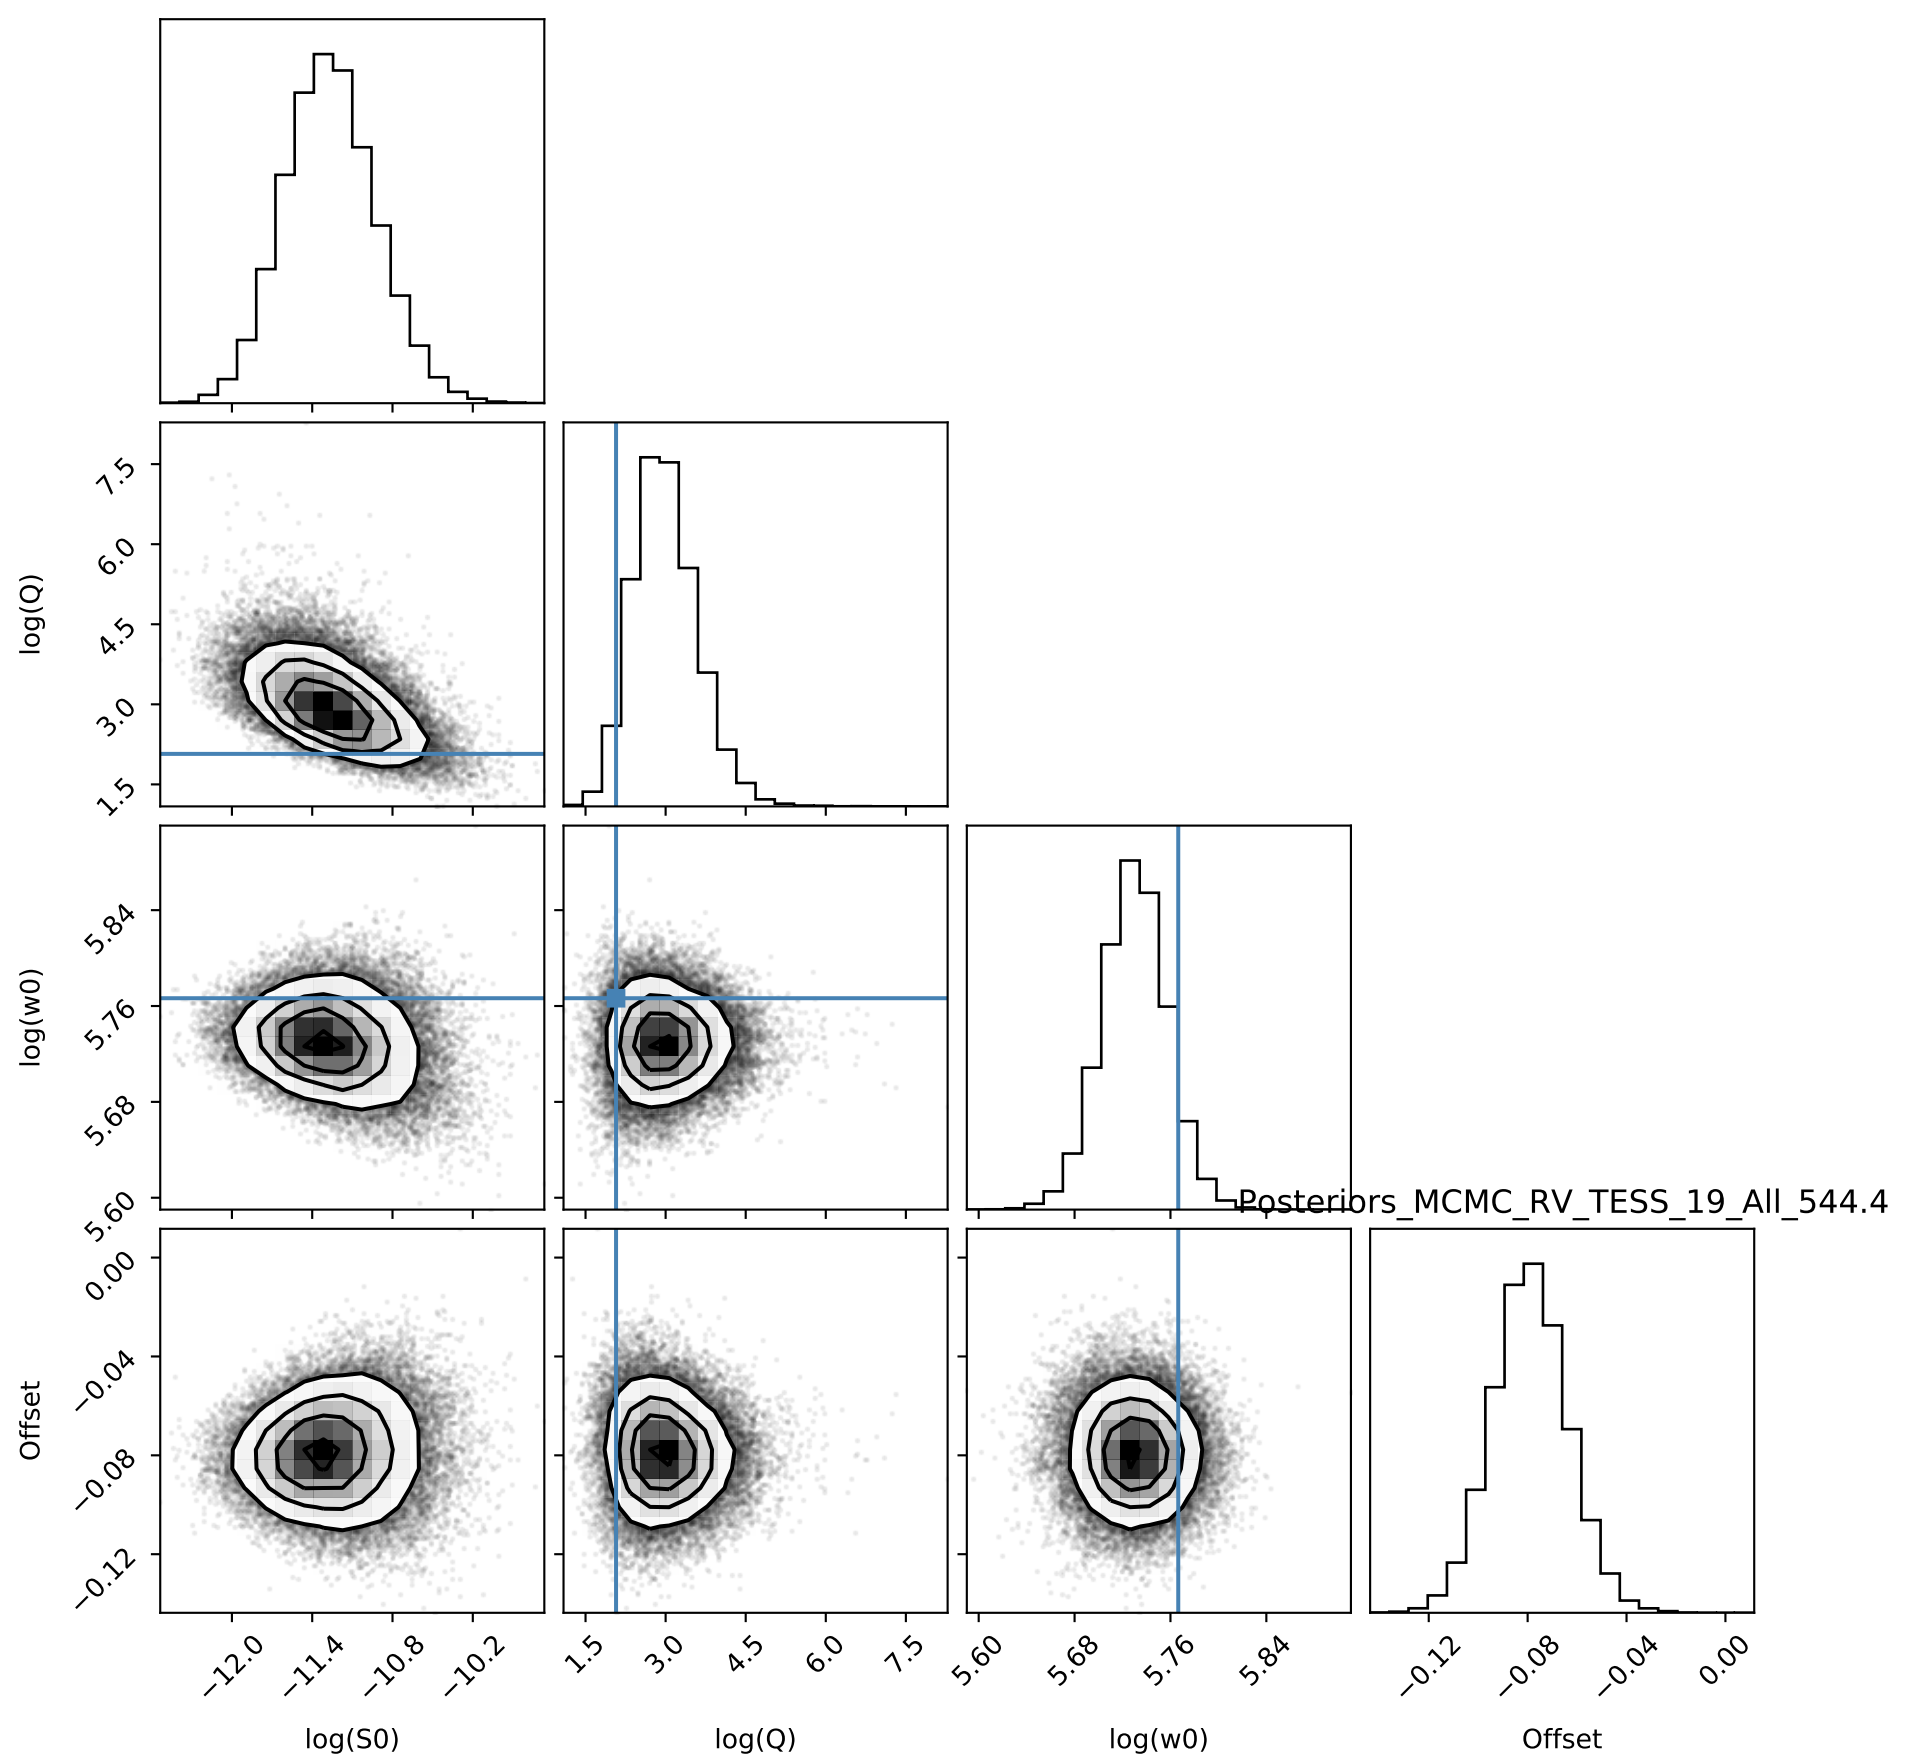 log(Q)
7.5
6.0
4.5
3.0
1.5
log(w0)
5.84
5.76
5.68
5.60
Posteriors_MCMC_RV_TESS_19_All_544.4
Offset
0.00
−0.04
−0.08
−0.12
−12.0 −11.4 −10.8 −10.2 1.5 3.0 4.5 6.0 7.5 5.60 5.68 5.76 5.84 −0.12 −0.08 −0.04 0.00
log(S0) log(Q) log(w0) Offset